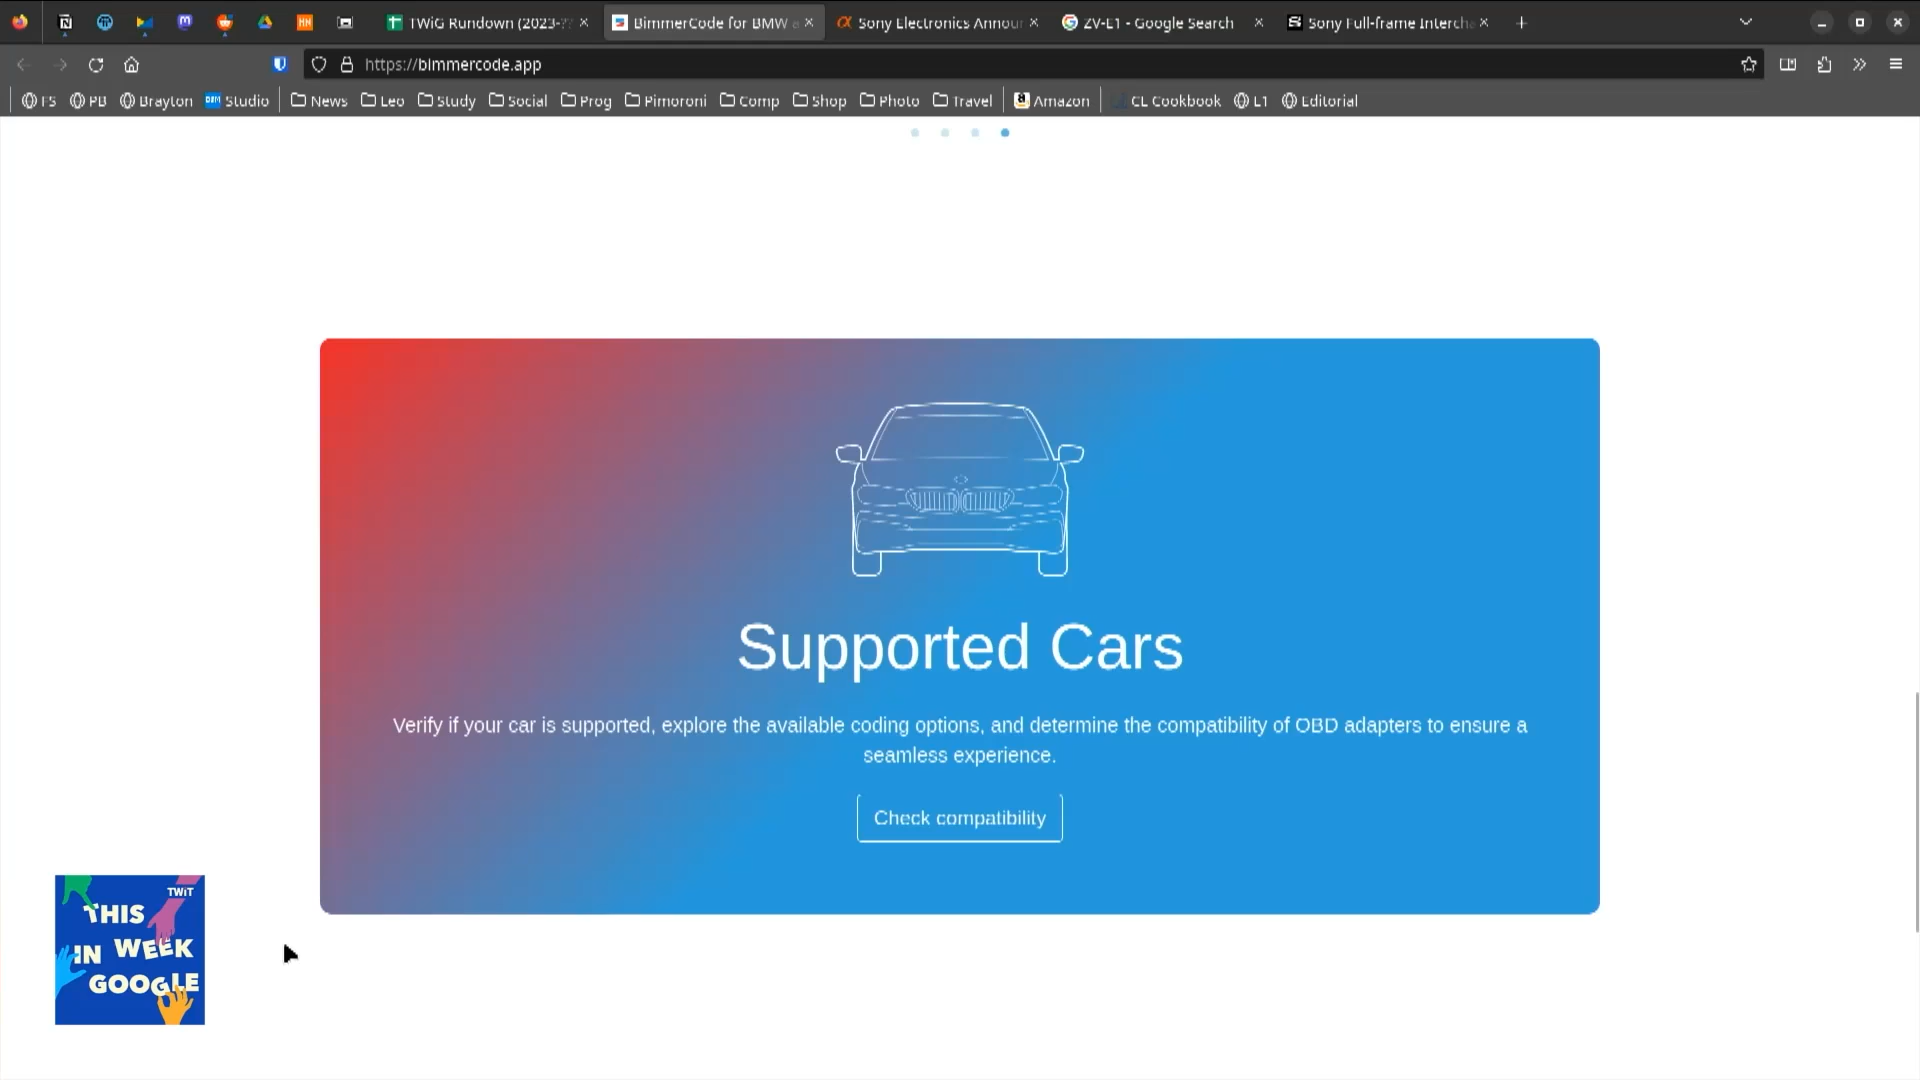 TWiG Rundown (2023-??
BimmerCode for BMW a
Sony Electronics Announ
ZV-E1 - Google Search
Sony Full-frame Interch
https://bimmercode.app
FS
PB
Brayton
Studio
News
Leo
Study
Social
Prog
Pimoroni
Comp
Shop
Photo
Travel
Amazon
CL Cookbook
L1
Editorial
Supported Cars
Verify if your car is supported, explore the available coding options, and determine the compatibility of OBD adapters to ensure a
seamless experience.
Check compatibility
TWiT
THIS
IN WEEK
GOOGLE